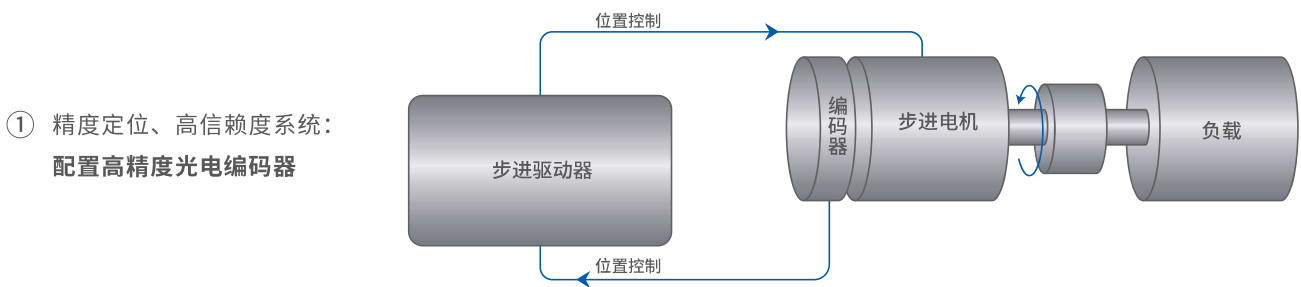 ① 精度定位、高信赖度系统：
配置高精度光电编码器
位置控制
步进驱动器
编码器
步进电机
负载
位置控制